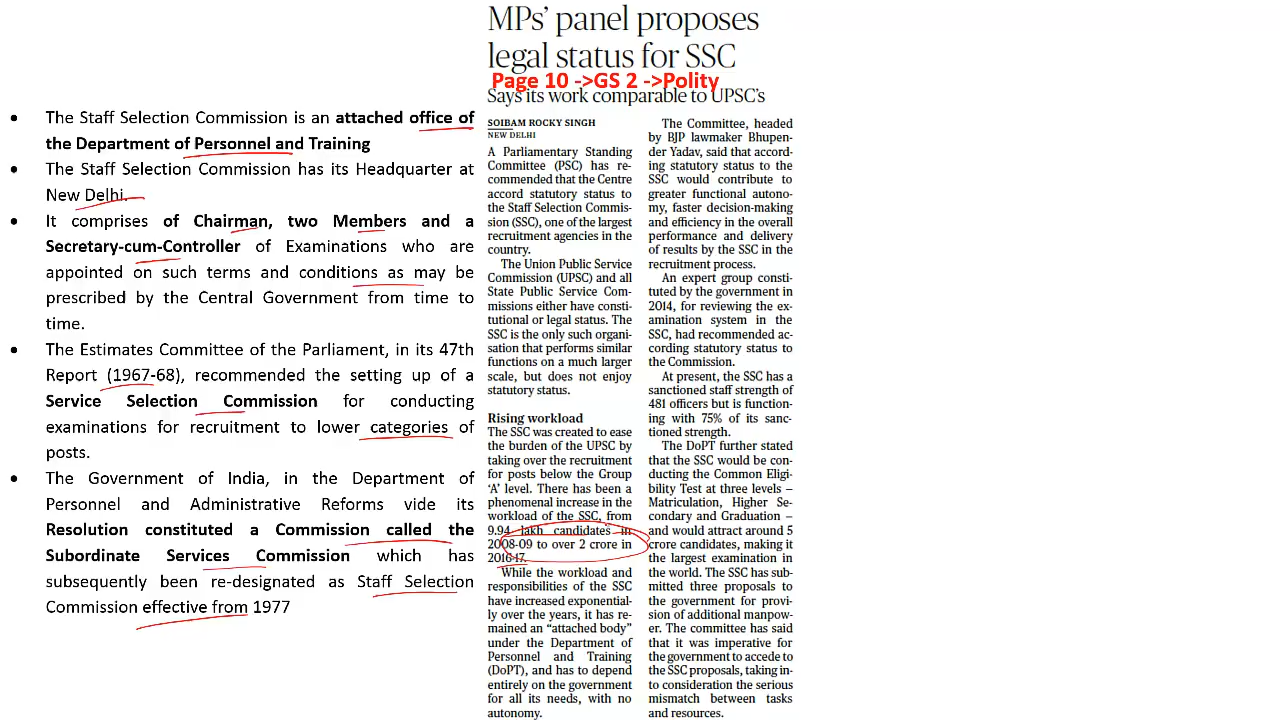 MPs' panel proposes
legal status for SSC
Page 10 ->GS 2 ->Polity
Says its work comparable to UPSC's
• The Staff Selection Commission is an attached office of
the Department of Personnel and Training
• The Staff Selection Commission has its Headquarter at
New Delhi.
• It comprises of Chairman, two Members and a
Secretary-cum-Controller of Examinations who are
appointed on such terms and conditions as may be
prescribed by the Central Government from time to
time.
• The Estimates Committee of the Parliament, in its 47th
Report (1967-68), recommended the setting up of a
Service Selection Commission for conducting
examinations for recruitment to lower categories of
posts.
• The Government of India, in the Department of
Personnel and Administrative Reforms vide its
Resolution constituted a Commission called the
Subordinate Services Commission which has
subsequently been re-designated as Staff Selection
Commission effective from 1977
SOIBAM ROCKY SINGH
NEW DELHI
A Parliamentary Standing
Committee (PSC) has re-
commended that the Centre
accord statutory status to
the Staff Selection Commis-
sion (SSC), one of the largest
recruitment agencies in the
country.
The Union Public Service
Commission (UPSC) and all
State Public Service Com-
missions either have consti-
tutional or legal status. The
SSC is the only such organi-
sation that performs similar
functions on a much larger
scale, but does not enjoy
statutory status.
Rising workload
The SSC was created to ease
the burden of the UPSC by
taking over the recruitment
for posts below the Group
'A' level. There has been a
phenomenal increase in the
workload of the SSC, from
9.94 lakh candidates in
2008-09 to over 2 crore in
2016-17.
While the workload and
responsibilities of the SSC
have increased exponential-
ly over the years, it has re-
mained an “attached body”
under the Department of
Personnel and Training
(DoPT), and has to depend
entirely on the government
for all its needs, with no
autonomy.
The Committee, headed
by BJP lawmaker Bhupen-
der Yadav, said that accord-
ing statutory status to the
SSC would contribute to
greater functional autono-
my, faster decision-making
and efficiency in the overall
performance and delivery
of results by the SSC in the
recruitment process.
An expert group consti-
tuted by the government in
2014, for reviewing the ex-
amination system in the
SSC, had recommended ac-
cording statutory status to
the Commission.
At present, the SSC has a
sanctioned staff strength of
481 officers but is function-
ing with 75% of its sanc-
tioned strength.
The DoPT further stated
that the SSC would be con-
ducting the Common Eligi-
bility Test at three levels –
Matriculation, Higher Se-
condary and Graduation –
and would attract around 5
crore candidates, making it
the largest examination in
the world. The SSC has sub-
mitted three proposals to
the government for provi-
sion of additional manpow-
er. The committee has said
that it was imperative for
the government to accede to
the SSC proposals, taking in-
to consideration the serious
mismatch between tasks
and resources.